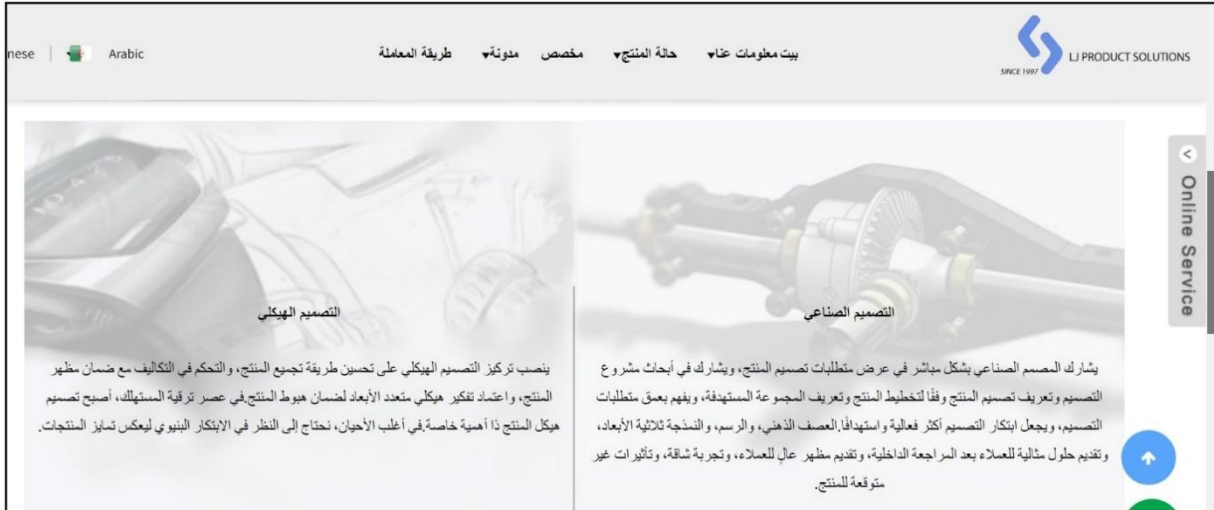 LJ PRODUCT SOLUTIONS
SINCE 1997
بيت معلومات عنا▾ حالة المنتج▾ مخصص مدونة▾ طريقة المعاملة
nese | Arabic
Online Service
التصميم الصناعي
يشارك المصمم الصناعي بشكل مباشر في عرض متطلبات تصميم المنتج، ويشارك في أبحاث مشروع
التصميم وتعريف تصميم المنتج وفقًا لتخطيط المنتج وتعريف المجموعة المستهدفة، ويفهم بعمق متطلبات
التصميم، ويجعل ابتكار التصميم أكثر فعالية واستهدافًا.العصف الذهني، والرسم، والنمذجة ثلاثية الأبعاد،
وتقديم حلول مثالية للعملاء بعد المراجعة الداخلية، وتقديم مظهر عالٍ للعملاء، وتجربة شاقة، وتأثيرات غير
متوقعة للمنتج.
التصميم الهيكلي
ينصب تركيز التصميم الهيكلي على تحسين طريقة تجميع المنتج، والتحكم في التكاليف مع ضمان مظهر
المنتج، واعتماد تفكير هيكلي متعدد الأبعاد لضمان هبوط المنتج.في عصر ترقية المستهلك، أصبح تصميم
هيكل المنتج ذا أهمية خاصة.في أغلب الأحيان، نحتاج إلى النظر في الابتكار البنيوي ليعكس تمايز المنتجات.